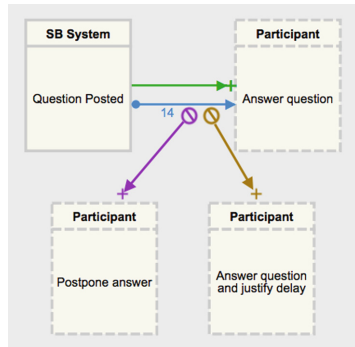 SB System
Participant
Question Posted
Answer question
14
Participant
Participant
Postpone answer
Answer question
and justify delay